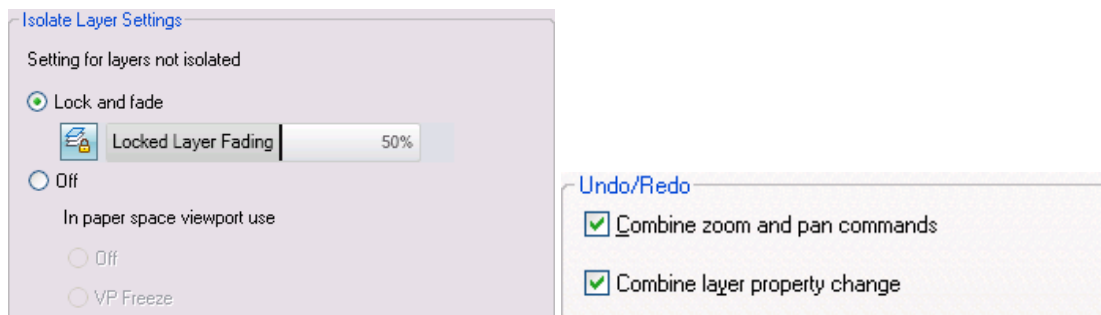 Isolate Layer Settings
Setting for layers not isolated
Lock and fade
Locked Layer Fading 50%
Off
In paper space viewport use
Off
VP Freeze
Undo/Redo
Combine zoom and pan commands
Combine layer property change